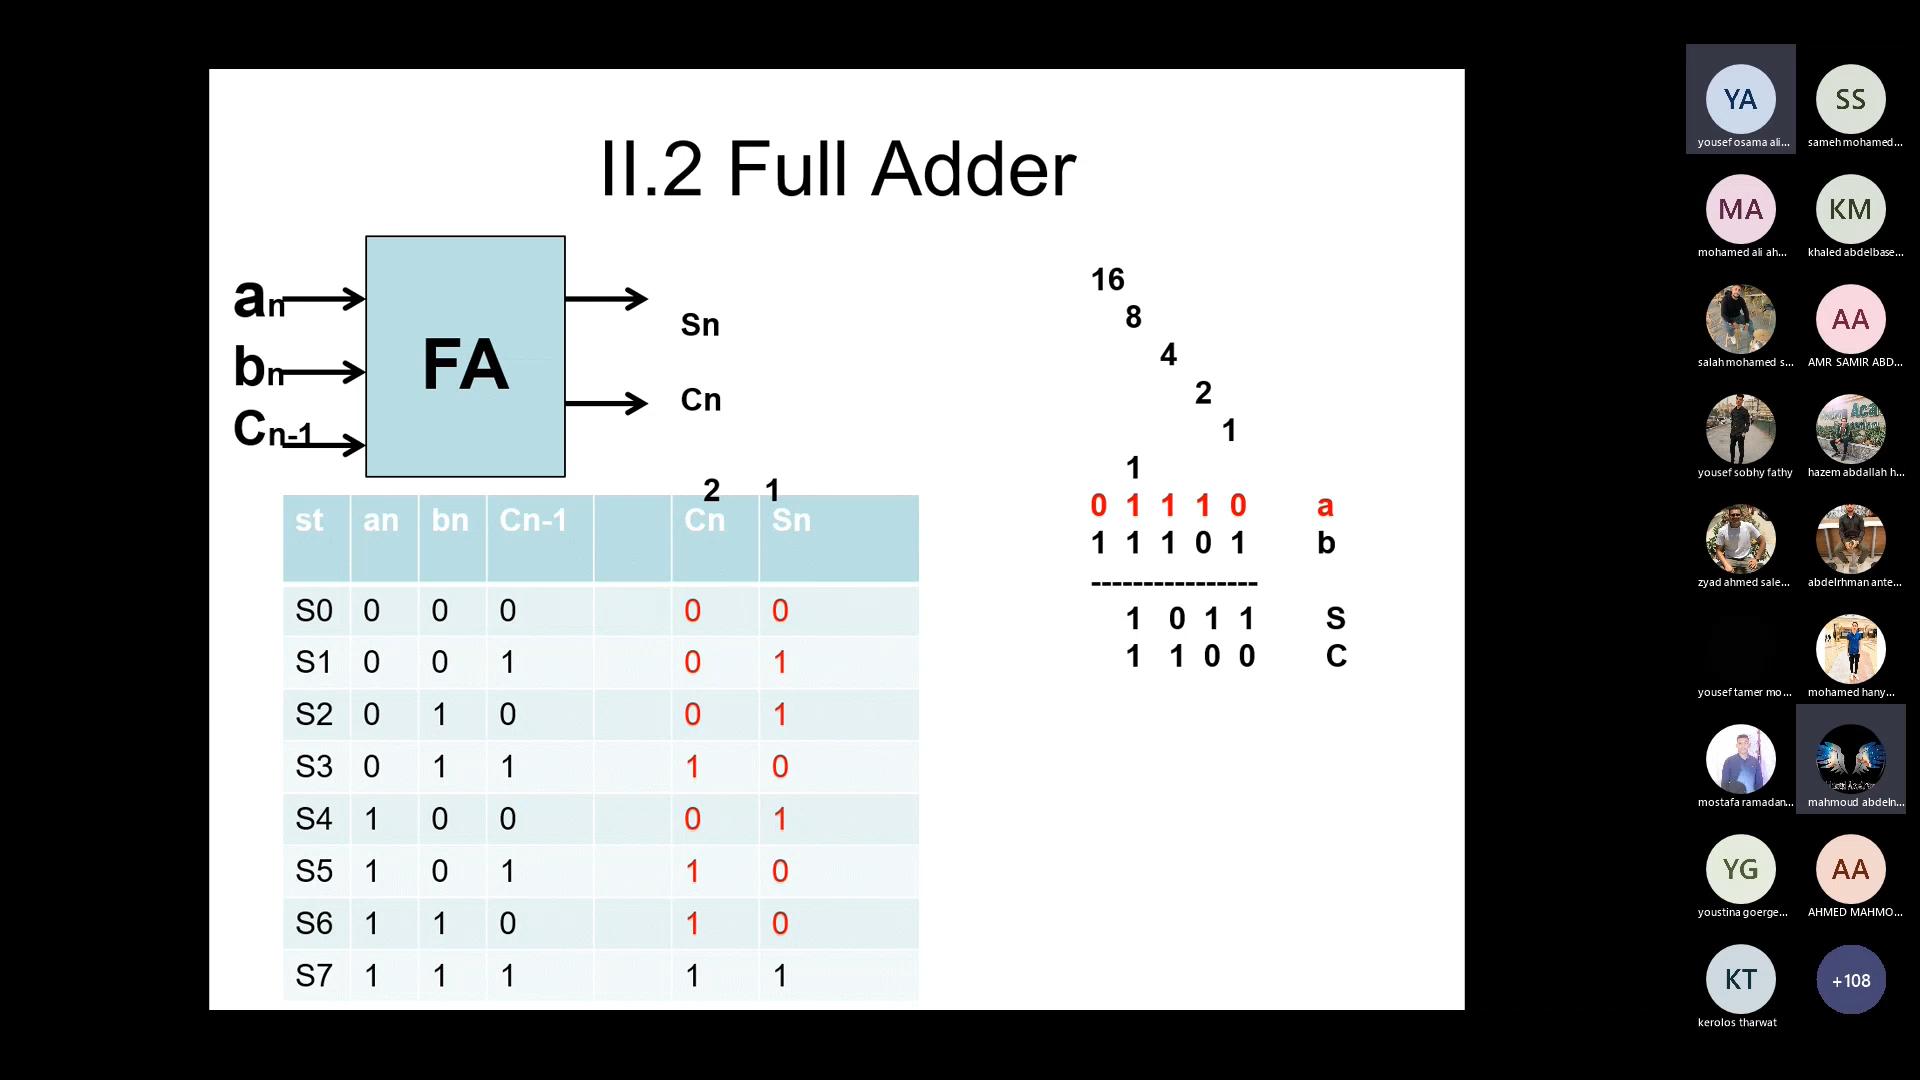 II.2 Full Adder
an
bn
Cn-1
FA
Sn
Cn
2 1
st an bn Cn-1 Cn Sn
S0 0 0 0 0 0
S1 0 0 1 0 1
S2 0 1 0 0 1
S3 0 1 1 1 0
S4 1 0 0 0 1
S5 1 0 1 1 0
S6 1 1 0 1 0
S7 1 1 1 1 1
16
8
4
2
1
1
0 1 1 1 0 a
1 1 1 0 1 b
----------------
1 0 1 1 S
1 1 0 0 C
YA SS
yousef osama ali... sameh mohamed...
MA KM
mohamed ali ah... khaled abdelbase...
AA
salah mohamed s... AMR SAMIR ABD...
yousef sobhy fathy hazem abdallah h...
zyad ahmed sale... abdelrhman ante...
yousef tamer mo... mohamed hany...
mostafa ramadan... mahmoud abdeln...
YG AA
youstina goerge... AHMED MAHMO...
KT +108
kerolos tharwat